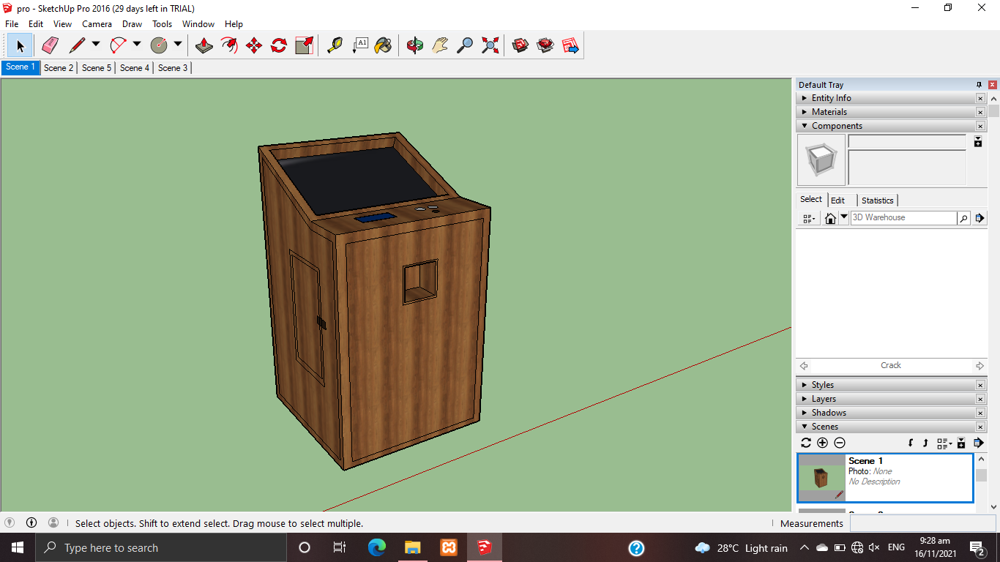 pro - SketchUp Pro 2016 (29 days left in TRIAL)
File Edit View Camera Draw Tools Window Help
A1
Scene 1 Scene 2 Scene 5 Scene 4 Scene 3
Default Tray
Entity Info
Materials
Components
Select Edit Statistics
3D Warehouse
Crack
Styles
Layers
Shadows
Scenes
Scene 1
Photo: None
No Description
Select objects. Shift to extend select. Drag mouse to select multiple.
Measurements
Type here to search
28°C Light rain
ENG
9:28 am
16/11/2021
2